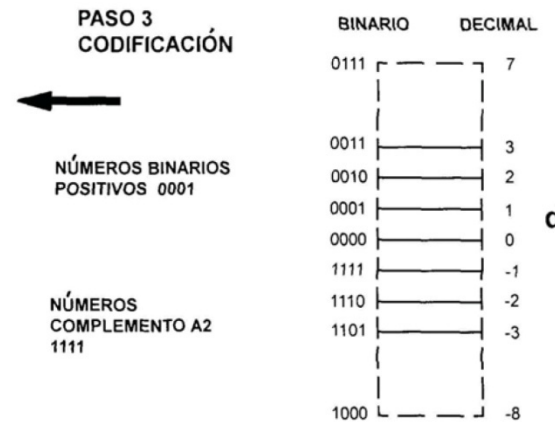 PASO 3
CODIFICACIÓN
BINARIO DECIMAL
0111 7
0011 3
NÚMEROS BINARIOS
POSITIVOS 0001
0010 2
0001 1
0000 0
1111 -1
1110 -2
NÚMEROS
COMPLEMENTO A2
1111
1101 -3
1000 -8